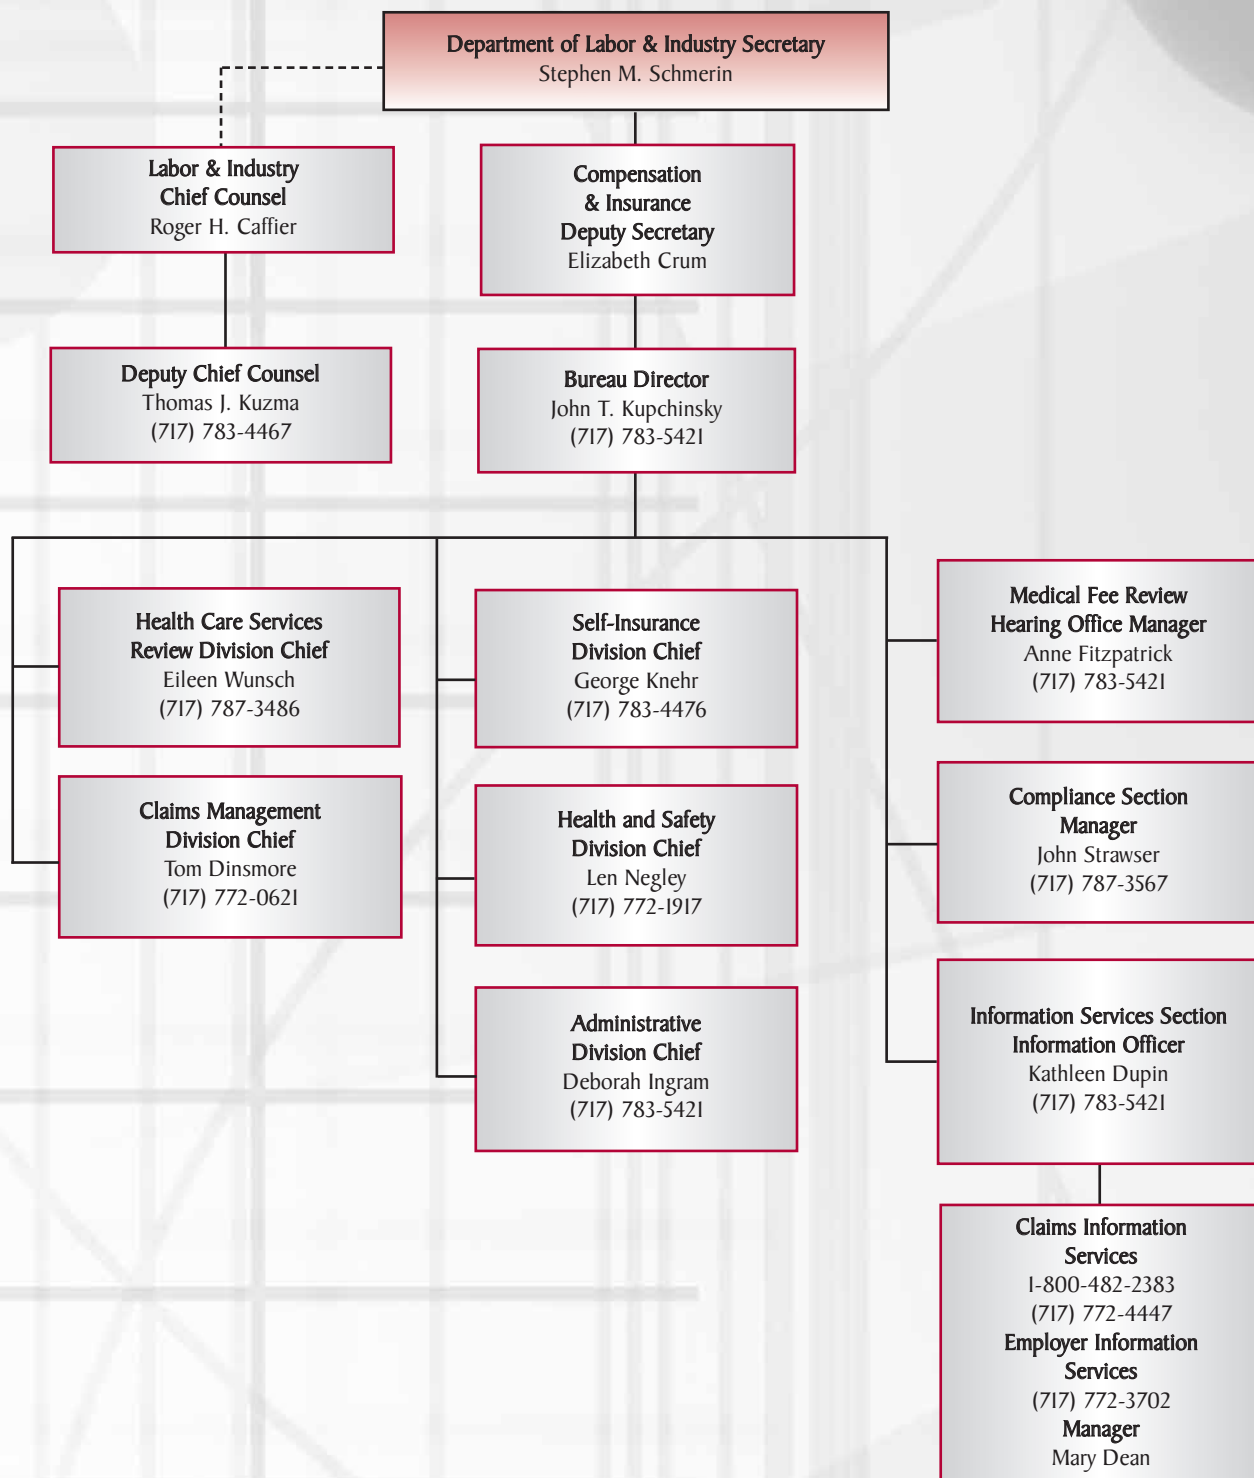 Department of Labor & Industry Secretary
Stephen M. Schmerin
Labor & Industry
Chief Counsel
Roger H. Caffier
Compensation
& Insurance
Deputy Secretary
Elizabeth Crum
Deputy Chief Counsel
Thomas J. Kuzma
(717) 783-4467
Bureau Director
John T. Kupchinsky
(717) 783-5421
Health Care Services
Review Division Chief
Eileen Wunsch
(717) 787-3486
Self-Insurance
Division Chief
George Knehr
(717) 783-4476
Medical Fee Review
Hearing Office Manager
Anne Fitzpatrick
(717) 783-5421
Claims Management
Division Chief
Tom Dinsmore
(717) 772-0621
Health and Safety
Division Chief
Len Negley
(717) 772-1917
Compliance Section
Manager
John Strawser
(717) 787-3567
Administrative
Division Chief
Deborah Ingram
(717) 783-5421
Information Services Section
Information Officer
Kathleen Dupin
(717) 783-5421
Claims Information
Services
1-800-482-2383
(717) 772-4447
Employer Information
Services
(717) 772-3702
Manager
Mary Dean